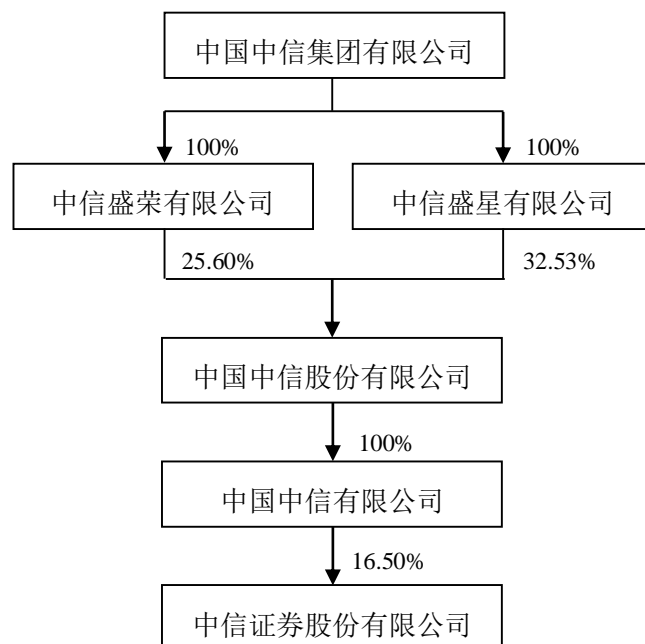 中国中信集团有限公司
100%
100%
中信盛荣有限公司
中信盛星有限公司
25.60%
32.53%
中国中信股份有限公司
100%
中国中信有限公司
16.50%
中信证券股份有限公司